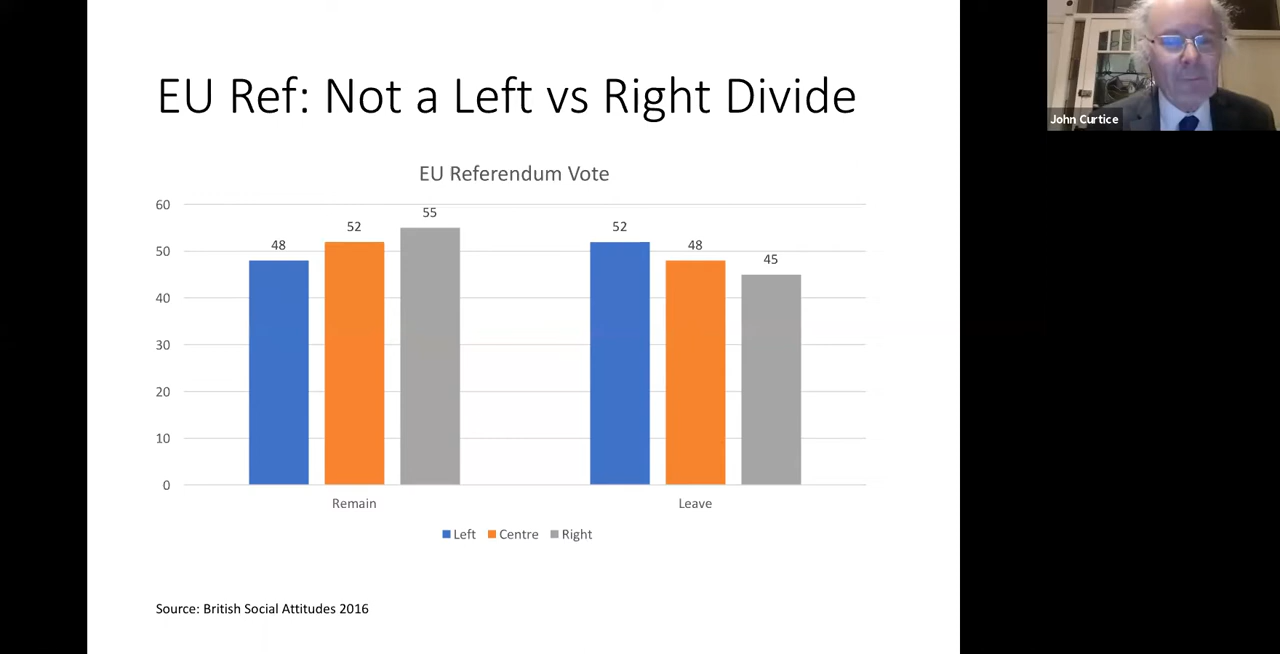 EU Ref: Not a Left vs Right Divide
John Curtice
EU Referendum Vote
60
50
40
30
20
10
0
48
52
55
52
48
45
Remain
Leave
Left
Centre
Right
Source: British Social Attitudes 2016